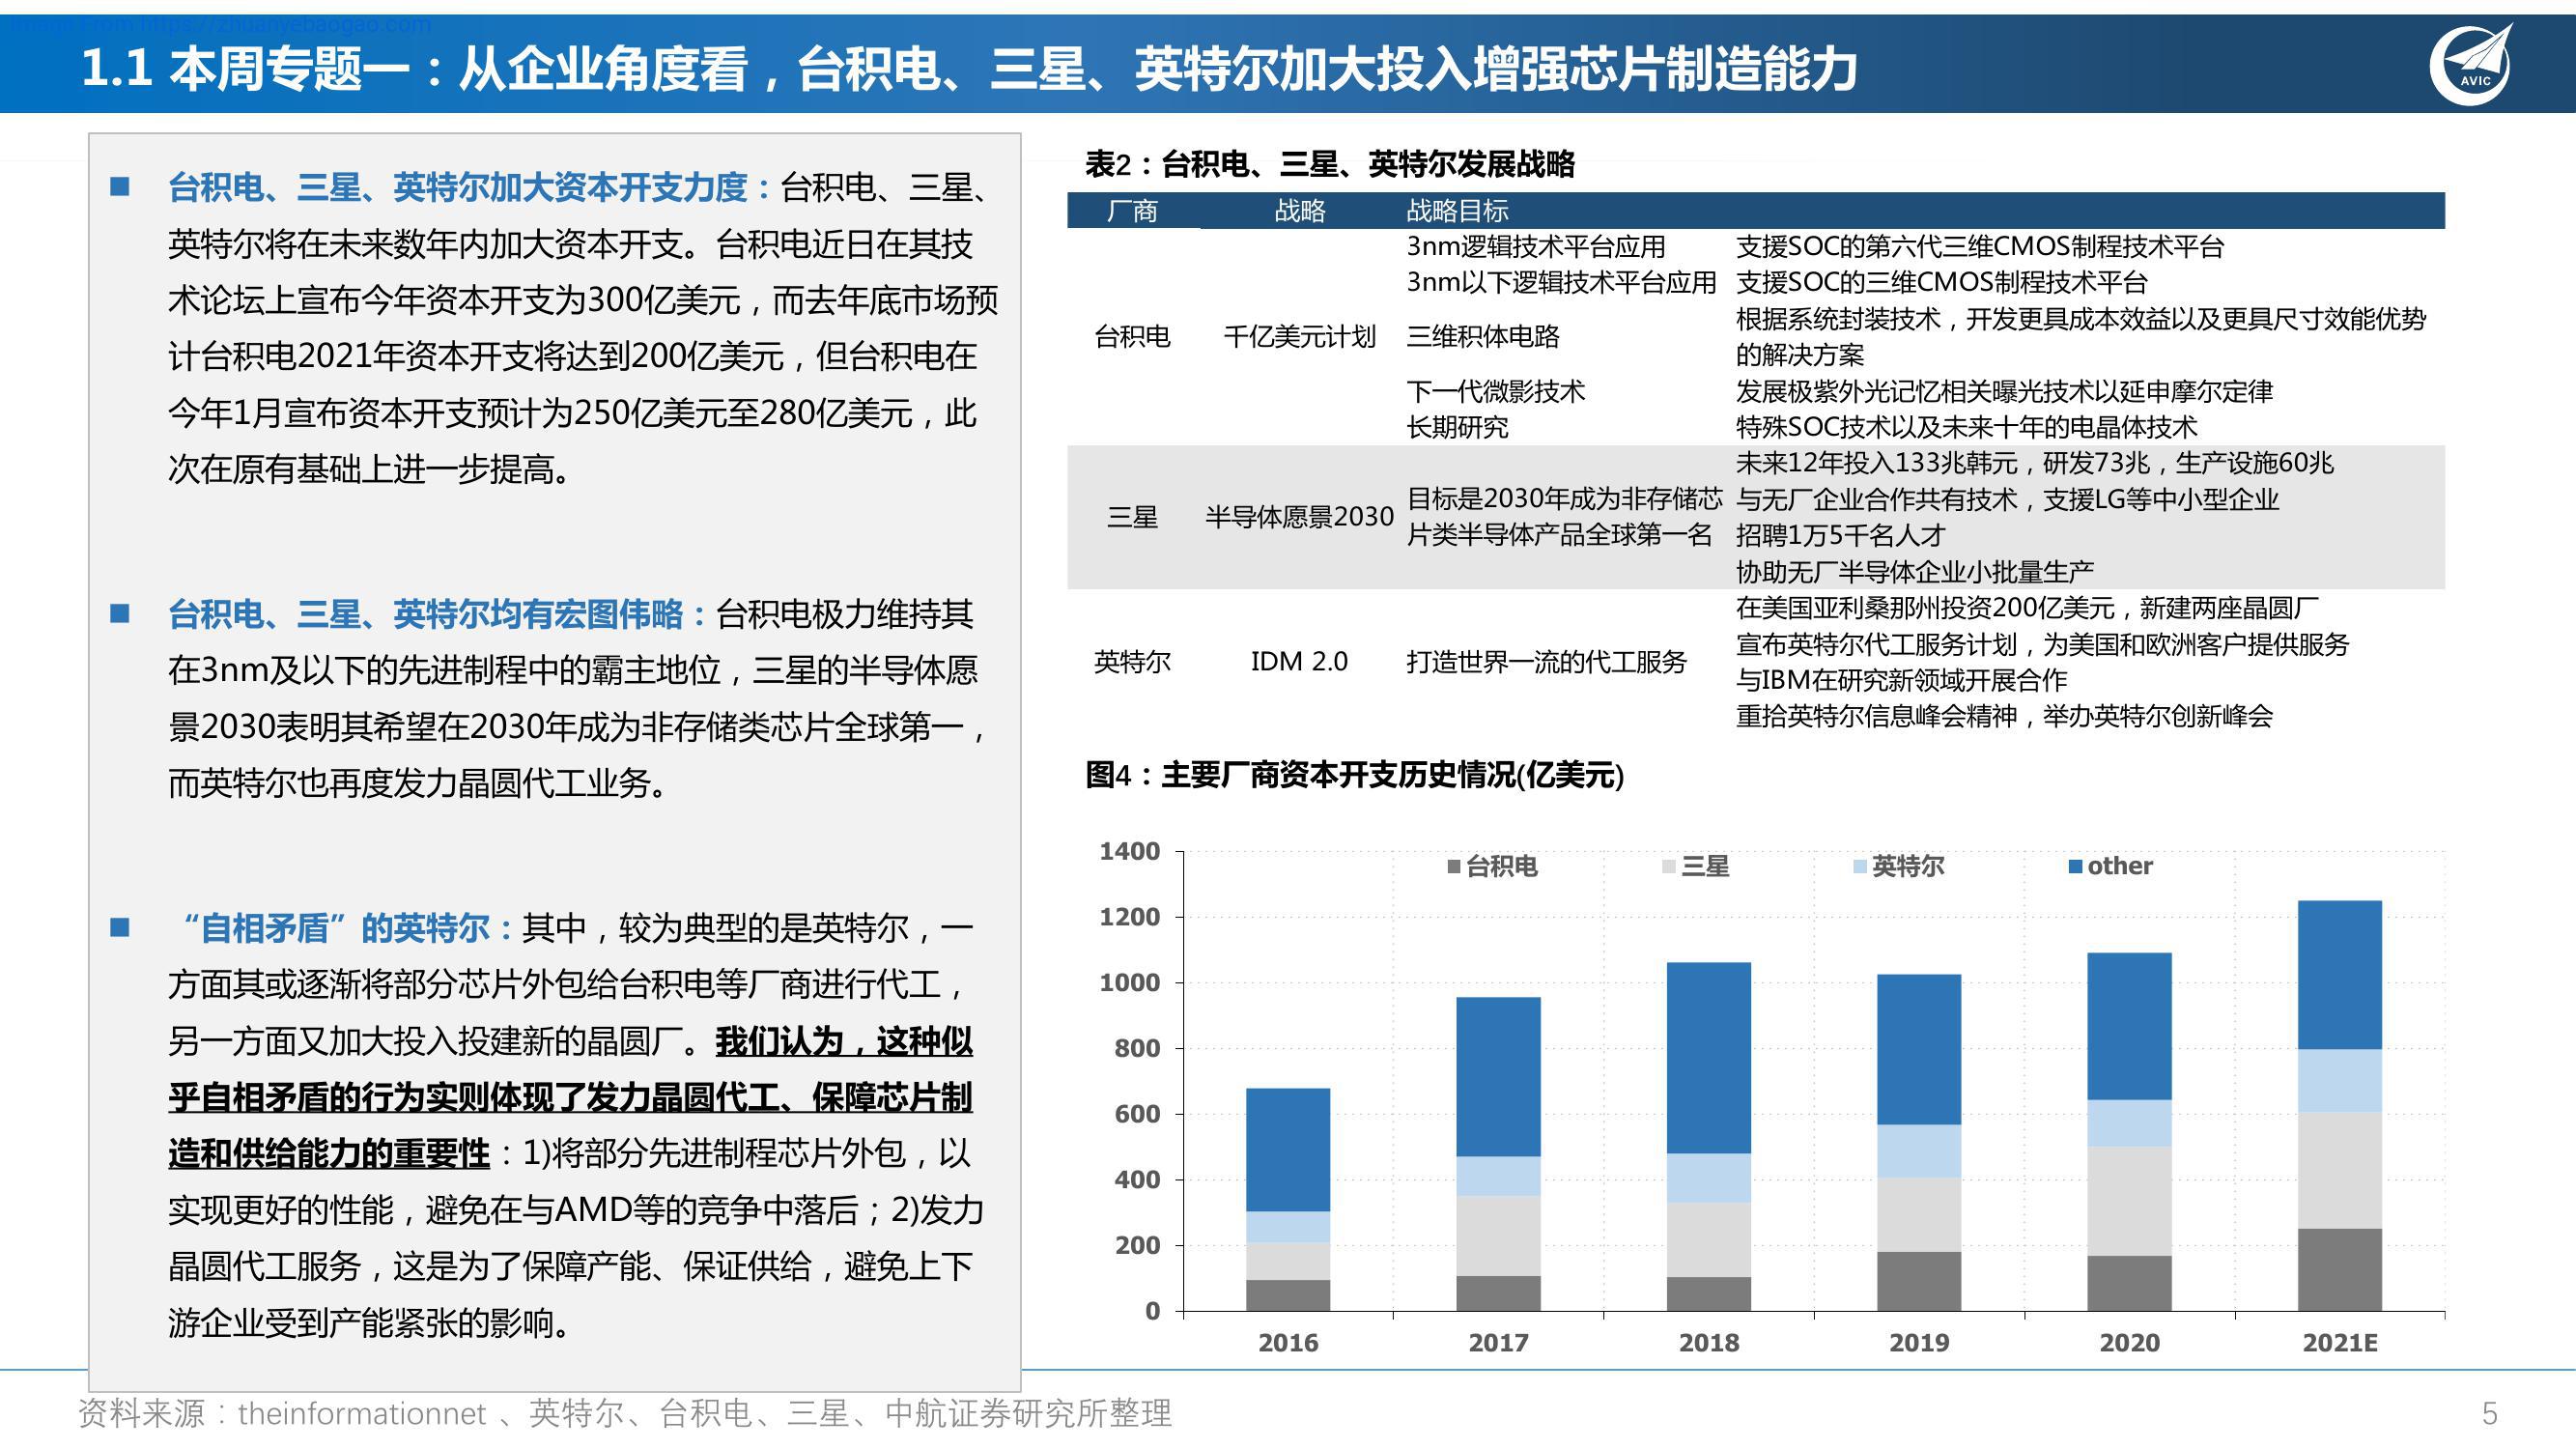 Image From https://zhuanyebaogao.com
1.1 本周专题一：从企业角度看，台积电、三星、英特尔加大投入增强芯片制造能力
AVIC
■ 台积电、三星、英特尔加大资本开支力度：台积电、三星、
英特尔将在未来数年内加大资本开支。台积电近日在其技
术论坛上宣布今年资本开支为300亿美元，而去年底市场预
计台积电2021年资本开支将达到200亿美元，但台积电在
今年1月宣布资本开支预计为250亿美元至280亿美元，此
次在原有基础上进一步提高。
■ 台积电、三星、英特尔均有宏图伟略：台积电极力维持其
在3nm及以下的先进制程中的霸主地位，三星的半导体愿
景2030表明其希望在2030年成为非存储类芯片全球第一，
而英特尔也再度发力晶圆代工业务。
■ “自相矛盾”的英特尔：其中，较为典型的是英特尔，一
方面其或逐渐将部分芯片外包给台积电等厂商进行代工，
另一方面又加大投入投建新的晶圆厂。我们认为，这种似
乎自相矛盾的行为实则体现了发力晶圆代工、保障芯片制
造和供给能力的重要性：1)将部分先进制程芯片外包，以
实现更好的性能，避免在与AMD等的竞争中落后；2)发力
晶圆代工服务，这是为了保障产能、保证供给，避免上下
游企业受到产能紧张的影响。
表2：台积电、三星、英特尔发展战略
厂商 战略 战略目标
3nm逻辑技术平台应用 支援SOC的第六代三维CMOS制程技术平台
3nm以下逻辑技术平台应用 支援SOC的三维CMOS制程技术平台
台积电 千亿美元计划 三维积体电路 根据系统封装技术，开发更具成本效益以及更具尺寸效能优势
的解决方案
下一代微影技术 发展极紫外光记忆相关曝光技术以延申摩尔定律
长期研究 特殊SOC技术以及未来十年的电晶体技术
三星 半导体愿景2030 目标是2030年成为非存储芯
片类半导体产品全球第一名
未来12年投入133兆韩元，研发73兆，生产设施60兆
与无厂企业合作共有技术，支援LG等中小型企业
招聘1万5千名人才
协助无厂半导体企业小批量生产
英特尔 IDM 2.0 打造世界一流的代工服务
在美国亚利桑那州投资200亿美元，新建两座晶圆厂
宣布英特尔代工服务计划，为美国和欧洲客户提供服务
与IBM在研究新领域开展合作
重拾英特尔信息峰会精神，举办英特尔创新峰会
图4：主要厂商资本开支历史情况(亿美元)
台积电 三星 英特尔 other
1400
1200
1000
800
600
400
200
0
2016 2017 2018 2019 2020 2021E
资料来源：theinformationnet 、英特尔、台积电、三星、中航证券研究所整理
5